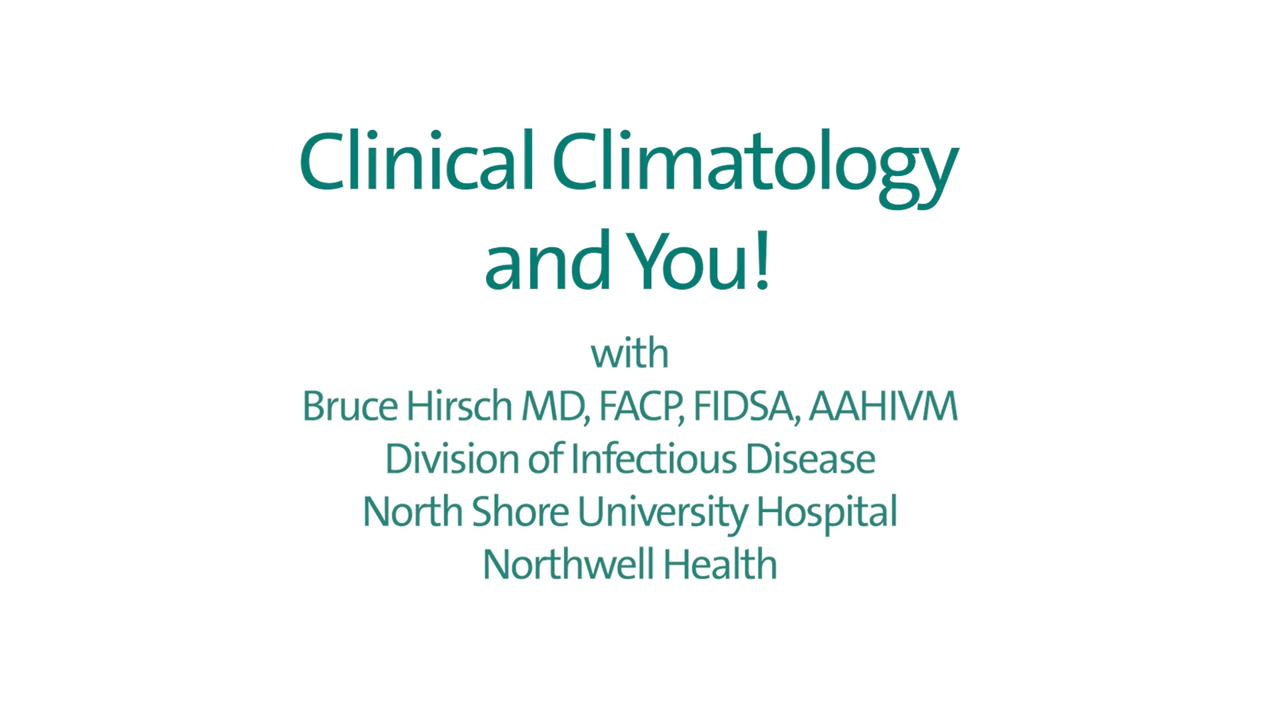 Clinical Climatology
and You!
with
Bruce Hirsch MD, FACP, FIDSA, AAHIVM
Division of Infectious Disease
North Shore University Hospital
Northwell Health